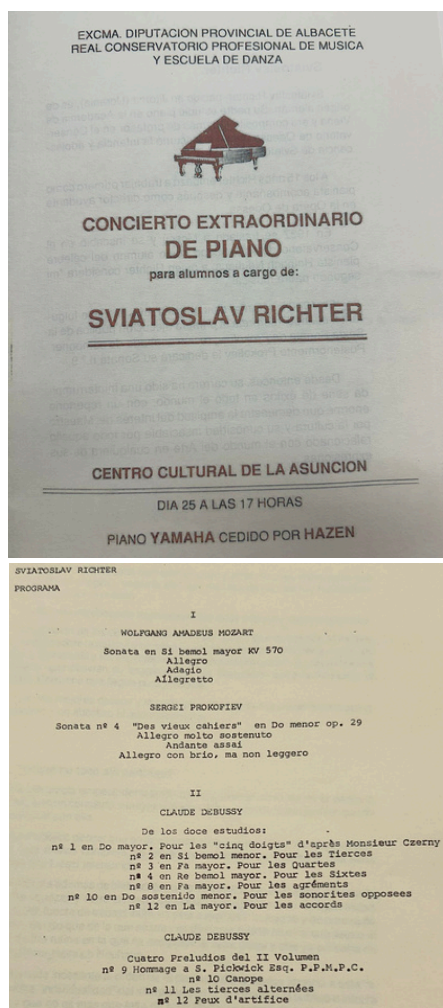 EXCMA. DIPUTACION PROVINCIAL DE ALBACETE
REAL CONSERVATORIO PROFESIONAL DE MUSICA
Y ESCUELA DE DANZA
CONCIERTO EXTRAORDINARIO
DE PIANO
para alumnos a cargo de:
SVIATOSLAV RICHTER
CENTRO CULTURAL DE LA ASUNCION
DIA 25 A LAS 17 HORAS
PIANO YAMAHA CEDIDO POR HAZEN
SVIATOSLAV RICHTER
PROGRAMA
I
WOLFGANG AMADEUS MOZART
Sonata en Si bemol mayor KV 570
Allegro
Adagio
Allegretto
SERGEI PROKOFIEV
Sonata nº 4 "Des vieux cahiers" en Do menor op. 29
Allegro molto sostenuto
Andante assai
Allegro con brio, ma non leggero
II
CLAUDE DEBUSSY
De los doce estudios:
nº 1 en Do mayor. Pour les "cinq doigts" d'après Monsieur Czerny
nº 2 en Si bemol menor. Pour les Tierces
nº 3 en Fa mayor. Pour les Quartes
nº 4 en Re bemol mayor. Pour les Sixtes
nº 8 en Fa mayor. Pour les agréments
nº 10 en Do sostenido menor. Pour les sonorites opposees
nº 12 en La mayor. Pour les accords
CLAUDE DEBUSSY
Cuatro Preludios del II Volumen
nº 9 Hommage a S. Pickwick Esq. P.P.M.P.C.
nº 10 Canope
nº 11 Les tierces alternées
nº 12 Feux d'artifice